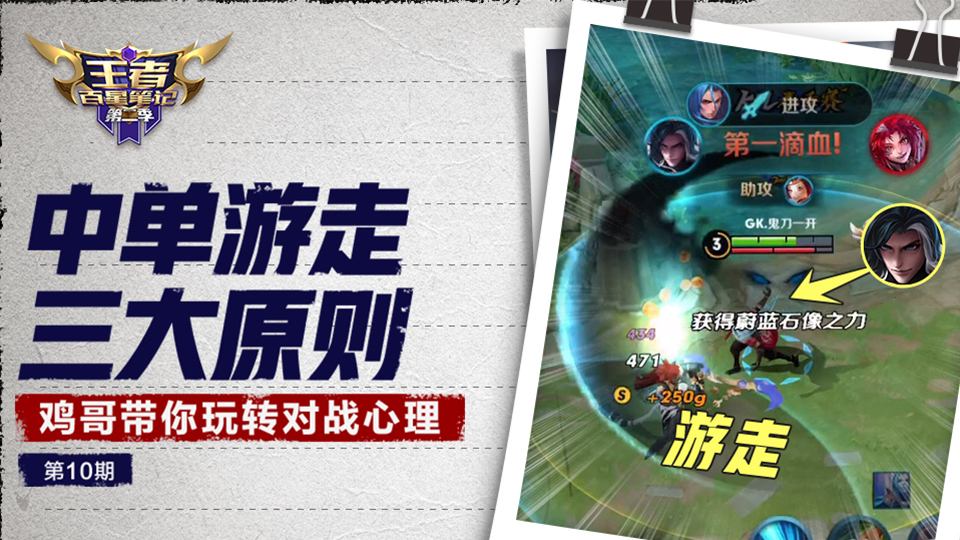 王者
百星笔记
第二季
中单游走
三大原则
鸡哥带你玩转对战心理
第10期
进攻
第一滴血!
助攻
GK.鬼刀一开
3
获得蔚蓝石像之力
434
471
+250g
游走